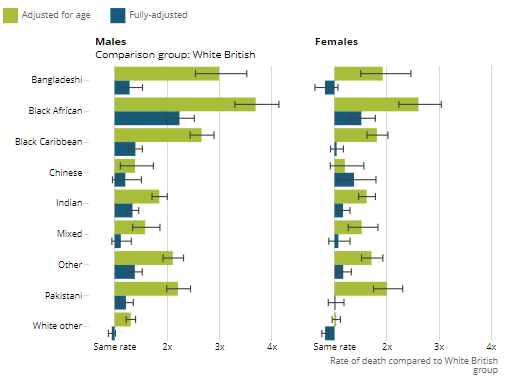 Adjusted for age Fully-adjusted
Males Females
Comparison group: White British
Bangladeshi
Black African
Black Caribbean
Chinese
Indian
Mixed
Other
Pakistani
White other
Same rate 2x 3x 4x Same rate 2x 3x 4x
Rate of death compared to White British
group